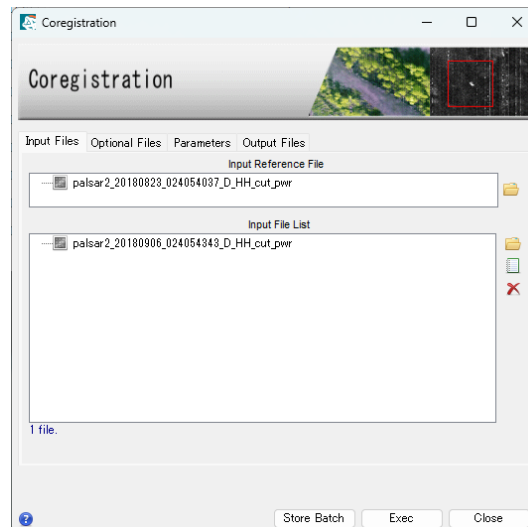 Coregistration
Coregistration
Input Files Optional Files Parameters Output Files
Input Reference File
palsar2_20180823_024054037_D_HH_cut_pwr
Input File List
palsar2_20180906_024054343_D_HH_cut_pwr
1 file.
Store Batch Exec Close